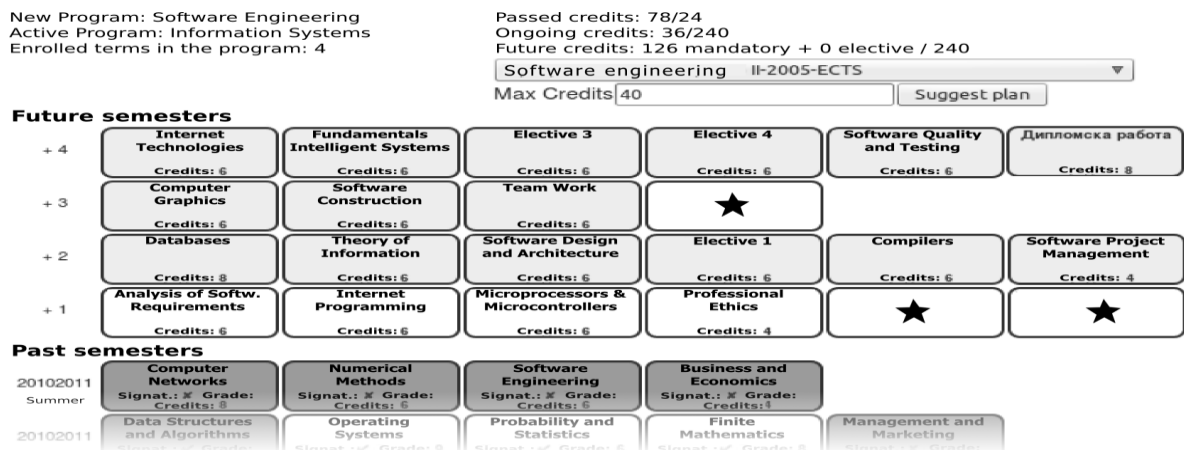 New Program: Software Engineering
Active Program: Information Systems
Enrolled terms in the program: 4
Passed credits: 78/24
Ongoing credits: 36/240
Future credits: 126 mandatory + 0 elective / 240
Software engineering II-2005-ECTS
Max Credits 40 Suggest plan
Future semesters
+ 4
Internet Technologies
Credits: 6
Fundamentals Intelligent Systems
Credits: 6
Elective 3
Credits: 6
Elective 4
Credits: 6
Software Quality and Testing
Credits: 6
Дипломска работа
Credits: 8
+ 3
Computer Graphics
Credits: 6
Software Construction
Credits: 6
Team Work
Credits: 6
+ 2
Databases
Credits: 8
Theory of Information
Credits: 6
Software Design and Architecture
Credits: 6
Elective 1
Credits: 6
Compilers
Credits: 6
Software Project Management
Credits: 4
+ 1
Analysis of Softw. Requirements
Credits: 6
Internet Programming
Credits: 6
Microprocessors & Microcontrollers
Credits: 6
Professional Ethics
Credits: 4
Past semesters
20102011
Summer
Computer Networks
Signat.: ✘ Grade:
Credits: 8
Numerical Methods
Signat.: ✘ Grade:
Credits: 6
Software Engineering
Signat.: ✘ Grade:
Credits: 6
Business and Economics
Signat.: ✘ Grade:
Credits: 4
20102011
Data Structures and Algorithms
Operating Systems
Probability and Statistics
Finite Mathematics
Management and Marketing